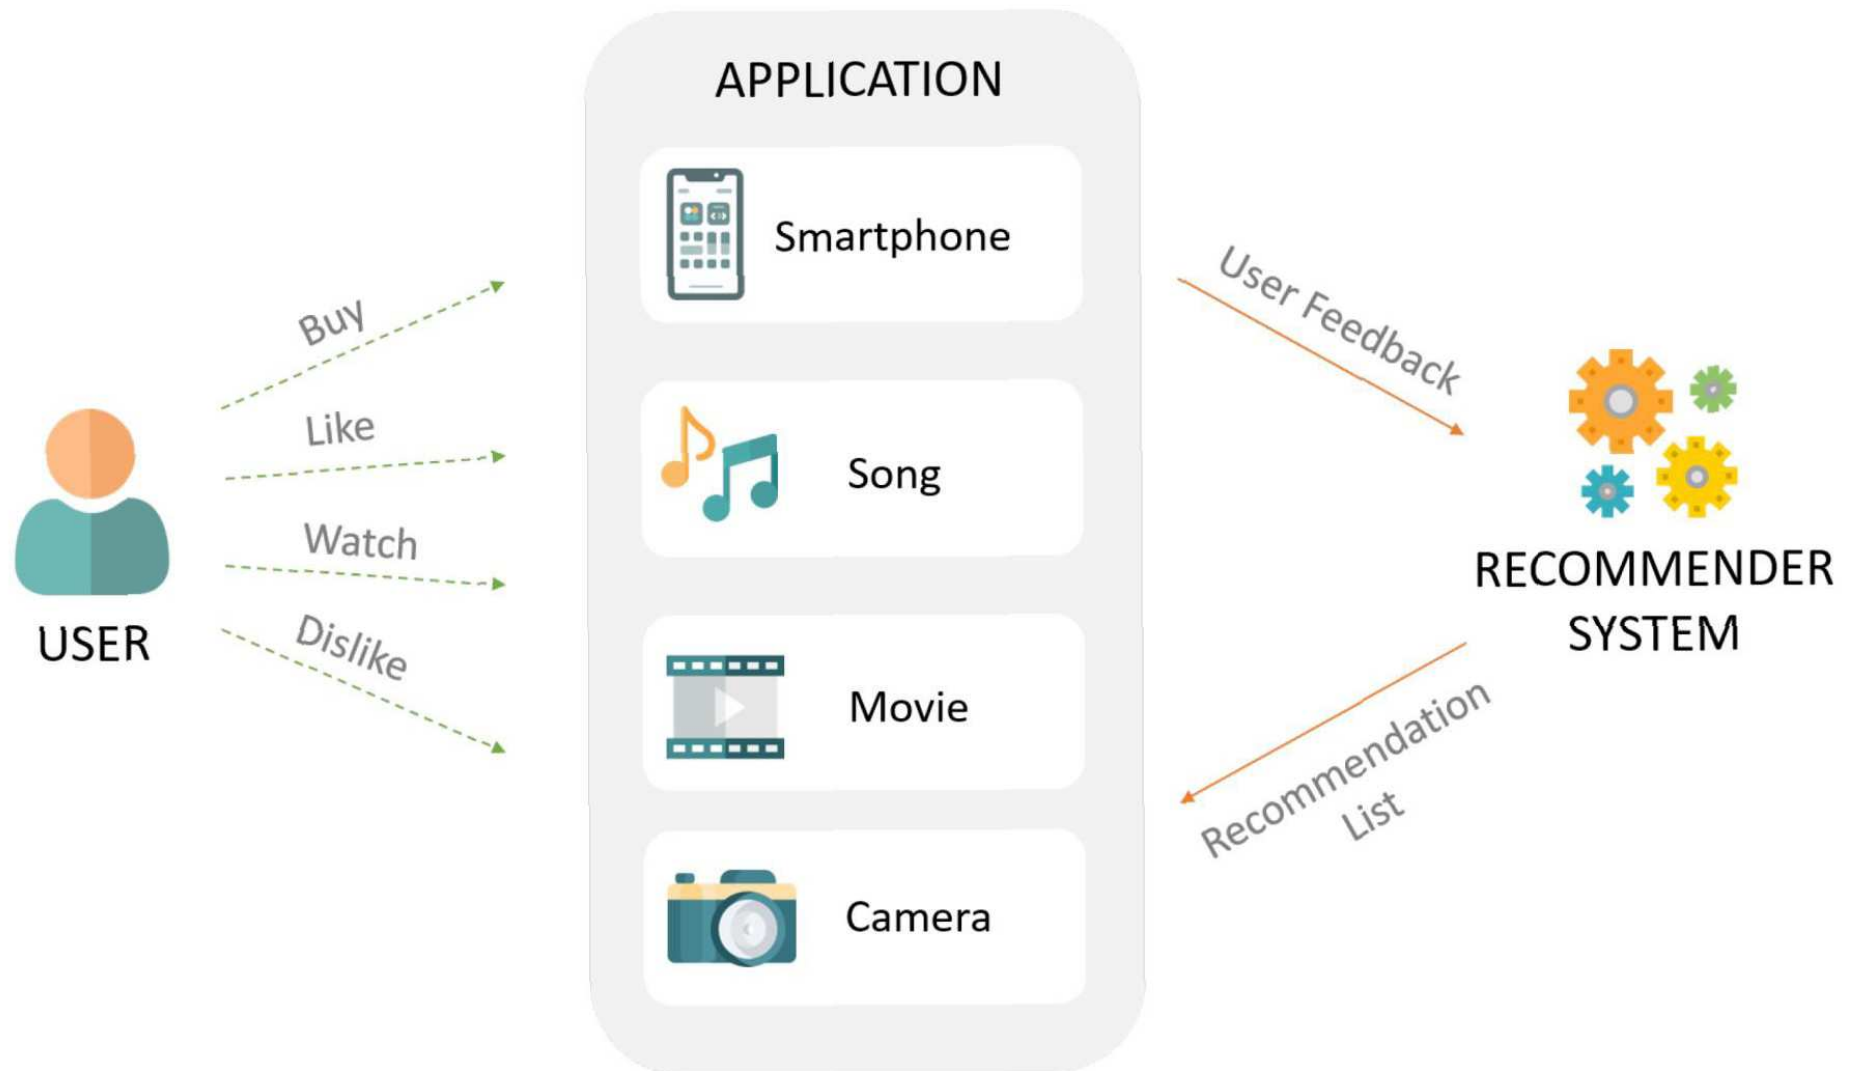 APPLICATION
Smartphone
Song
Movie
Camera
Buy
Like
Watch
Dislike
USER
User Feedback
RECOMMENDER
SYSTEM
Recommendation
List